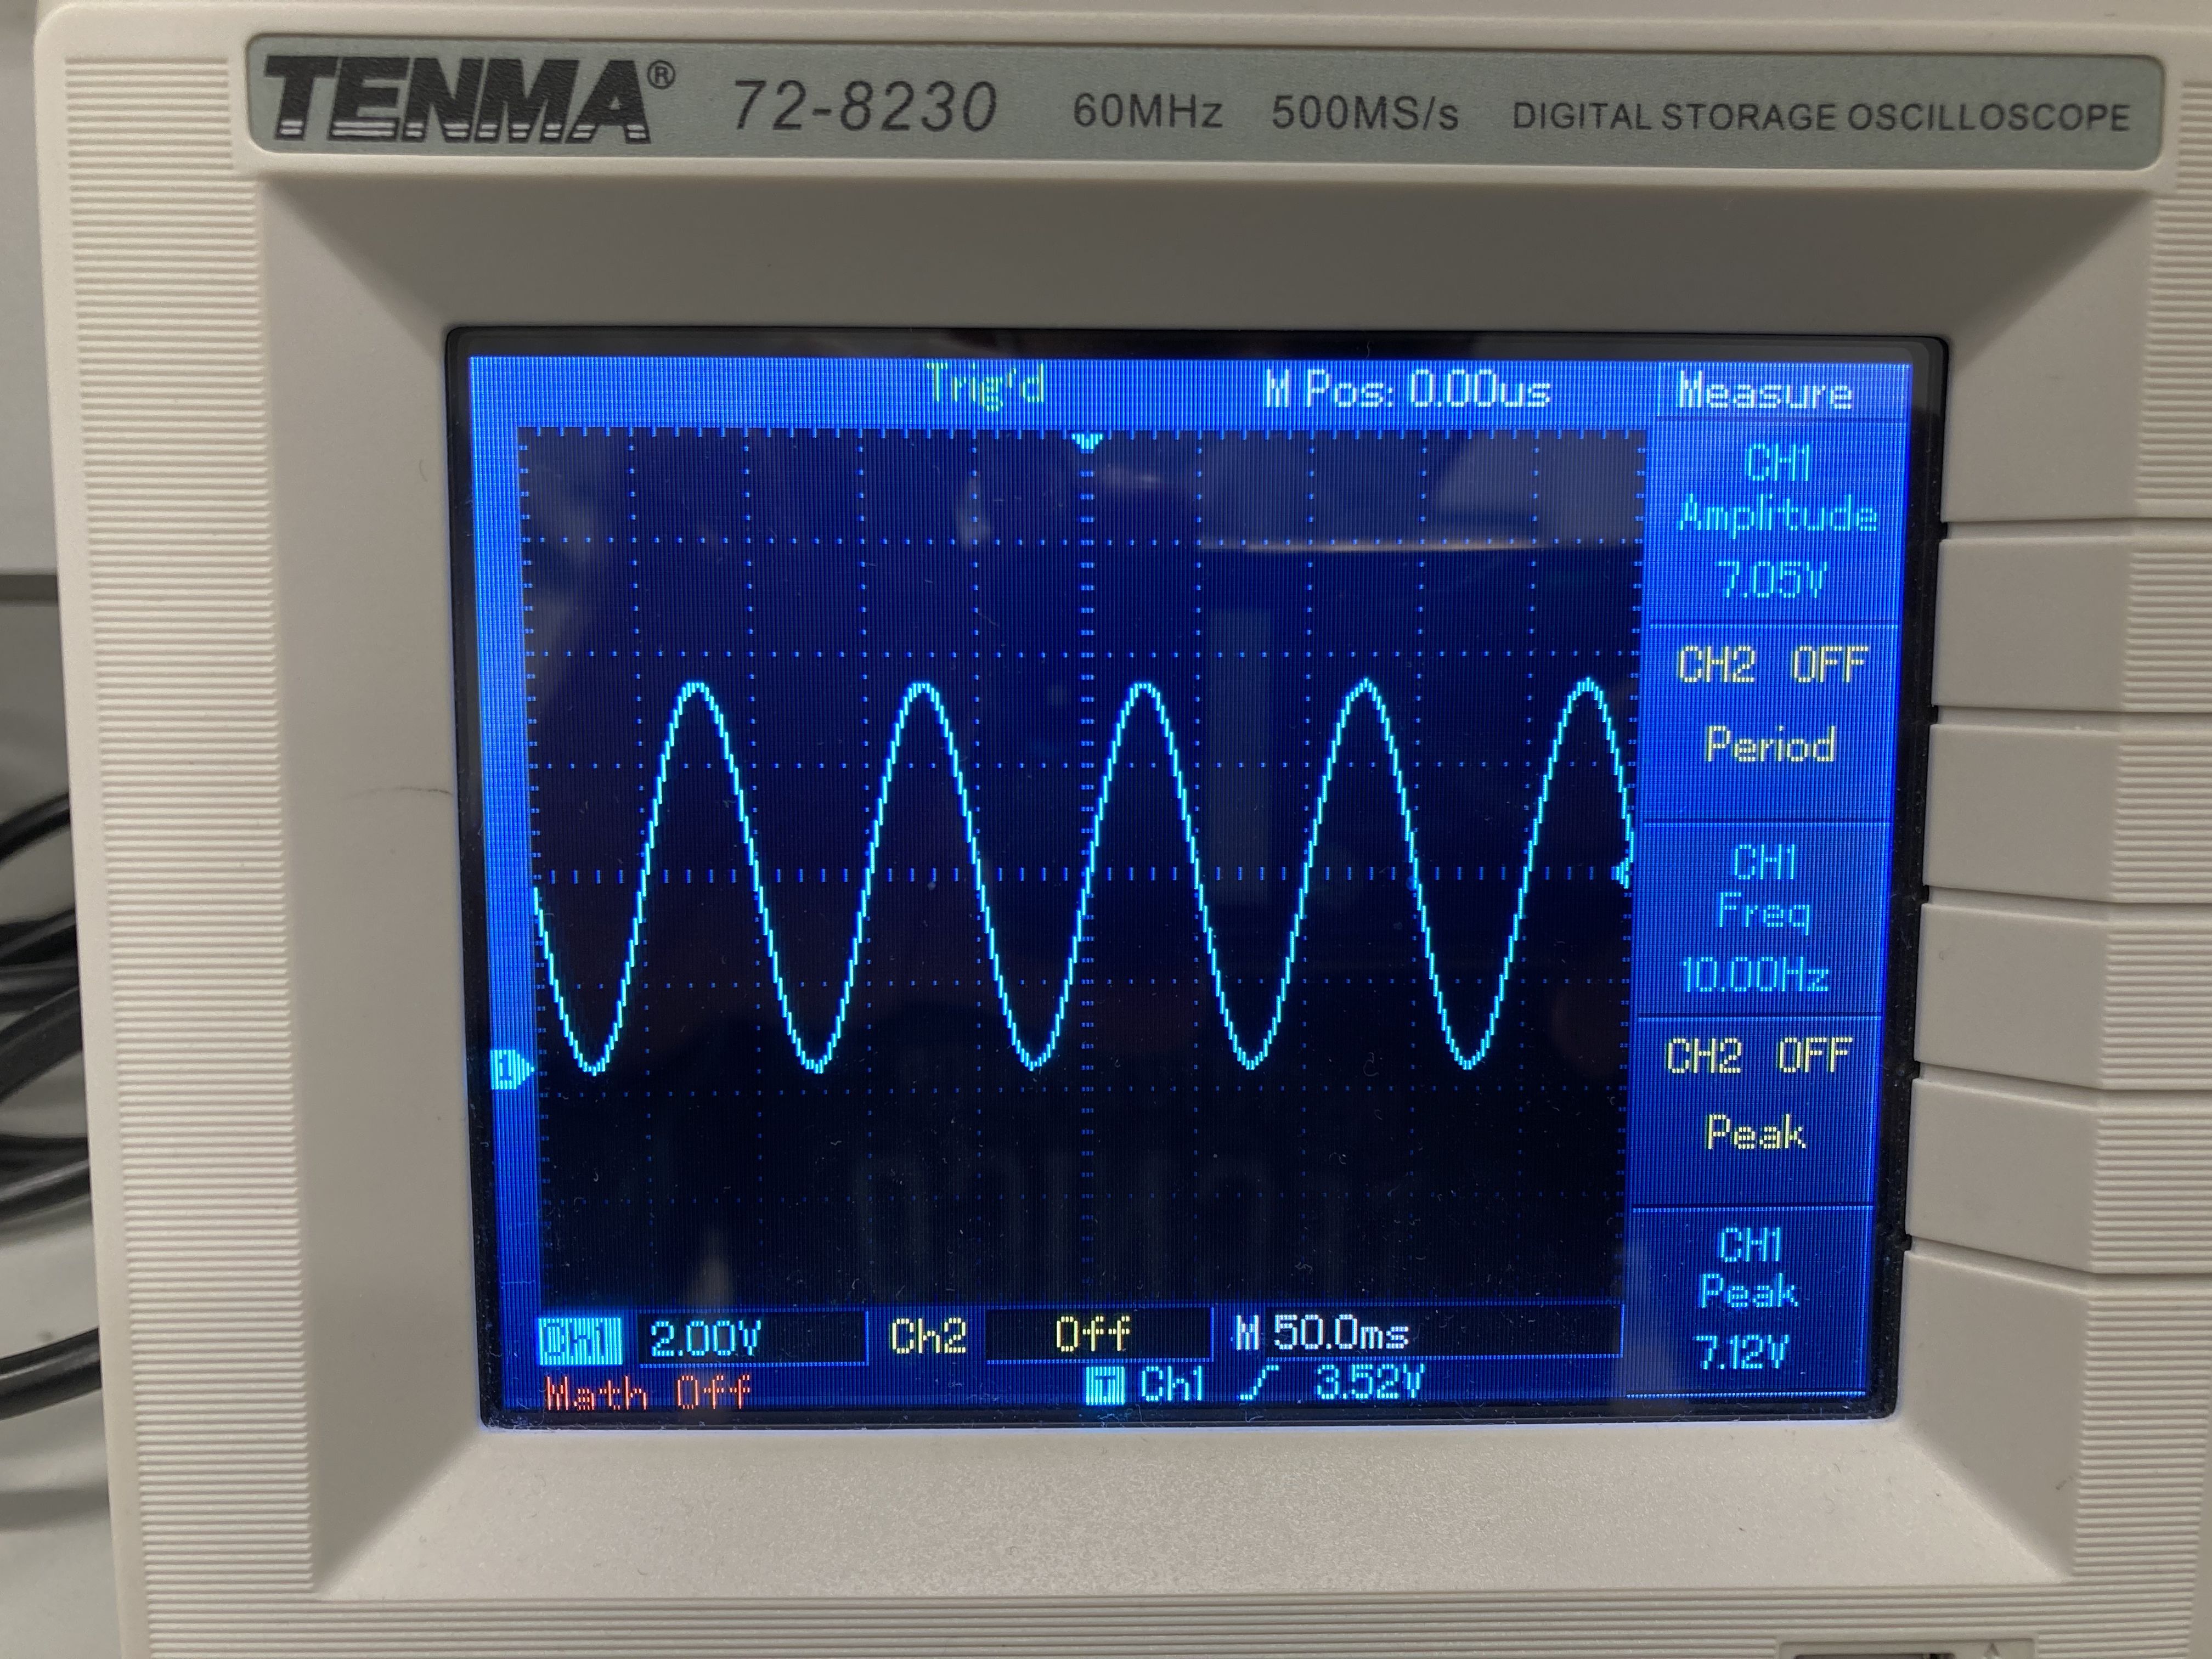 TENMA® 72-8230 60MHz 500MS/s DIGITAL STORAGE OSCILLOSCOPE
Trig'd M Pos: 0.00us Measure
CH1
Amplitude
7.05V
CH2 OFF
Period
CH1
Freq
10.00Hz
CH2 OFF
Peak
CH1
Peak
7.12V
1
Ch1 2.00V Ch2 Off M 50.0ms
Math Off T Ch1 3.52V